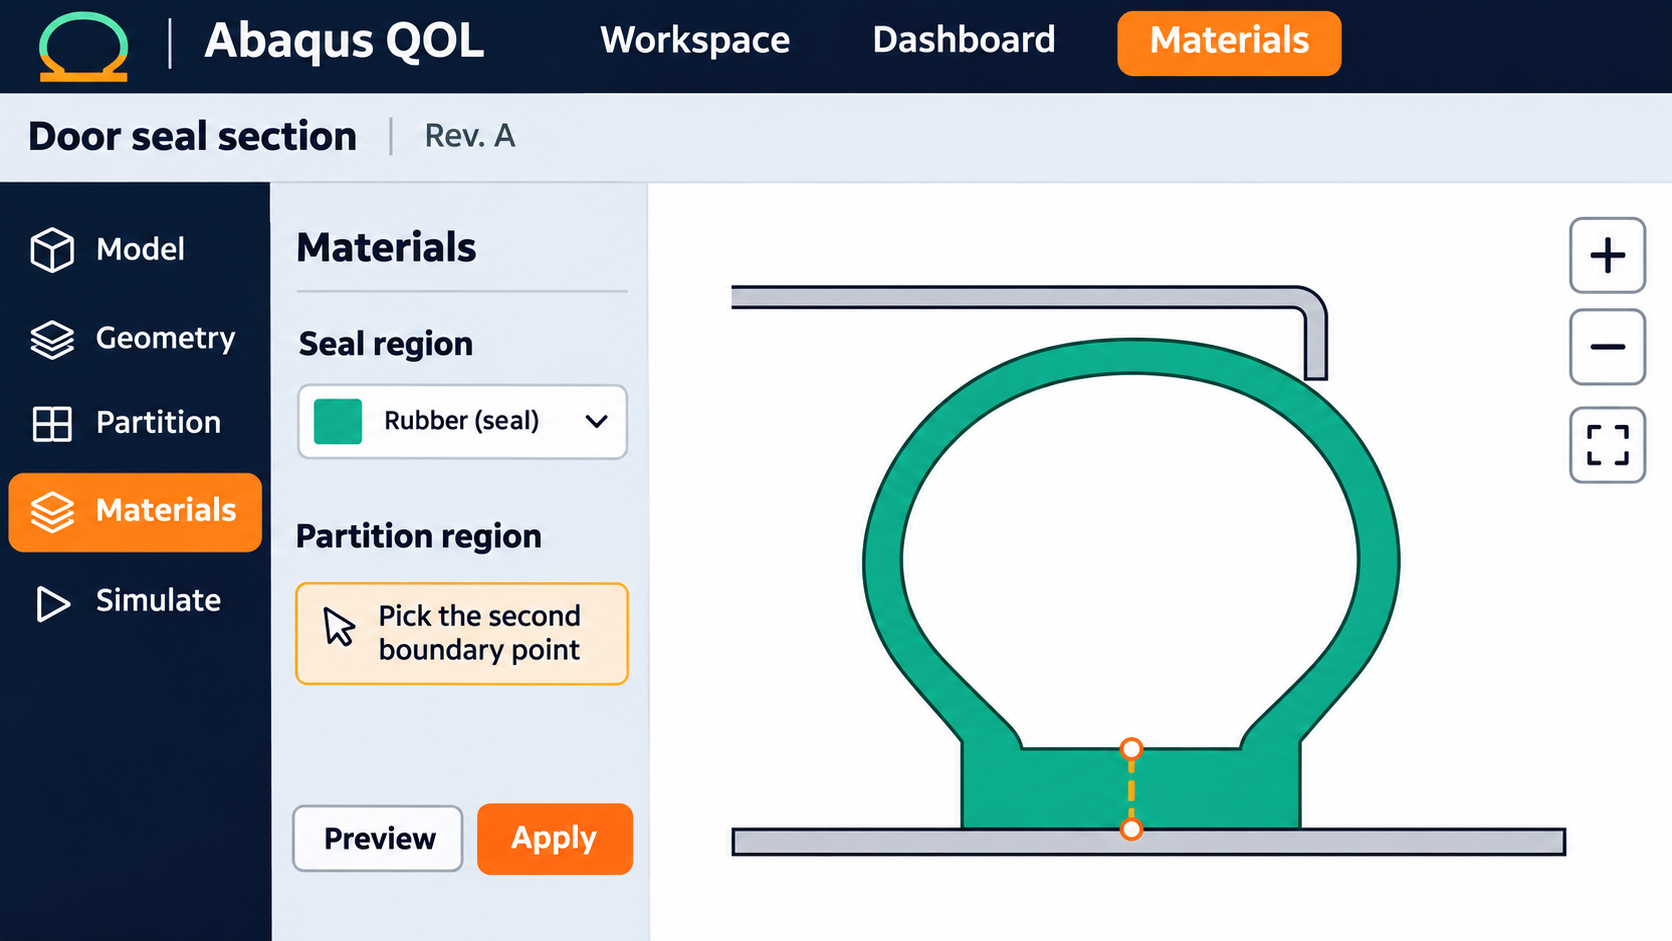 Abaqus QOL
Workspace
Dashboard
Materials
Door seal section
Rev. A
Model
Geometry
Partition
Materials
Simulate
Materials
Seal region
Rubber (seal)
Partition region
Pick the second
boundary point
Preview
Apply